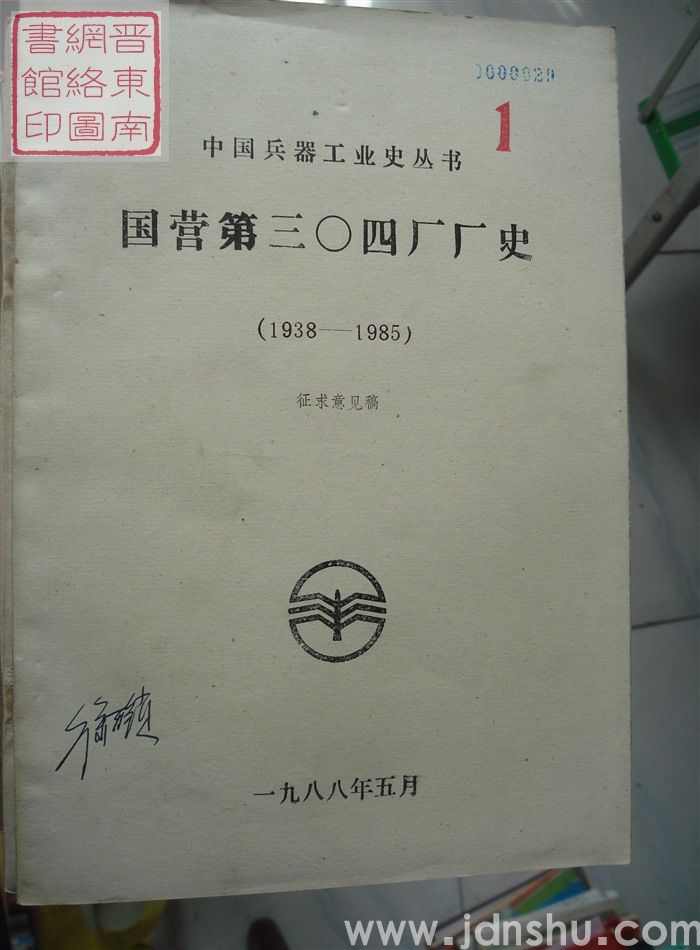 晋東南
網絡圖
書館印
0000029
1
中国兵器工业史丛书
国营第三〇四厂厂史
(1938——1985)
征求意见稿
一九八八年五月
www.jdnshu.com